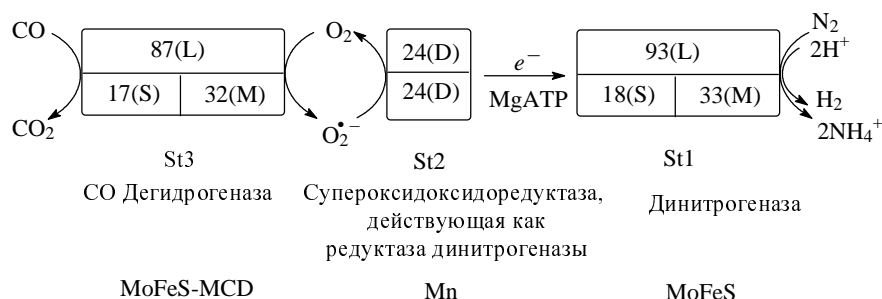 CO
CO2
87(L)
17(S)
32(M)
St3
СО Дегидрогеназа
MoFeS-MCD
O2
O2•−
24(D)
24(D)
St2
Супероксидоксидоредуктаза,
действующая как
редуктаза динитрогеназы
Mn
e−
MgATP
93(L)
18(S)
33(M)
St1
Динитрогеназа
MoFeS
N2
2H+
H2
2NH4+